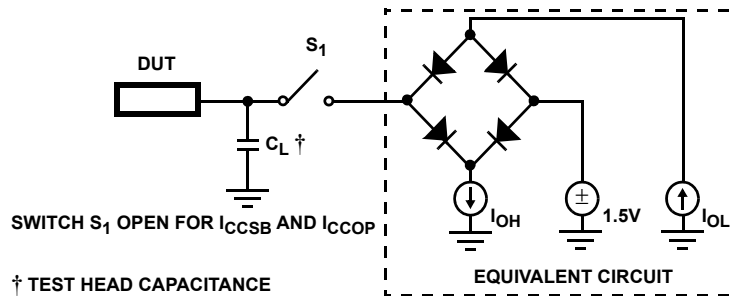 S1
DUT
CL †
IOH
±
1.5V
IOL
SWITCH S1 OPEN FOR ICCSB AND ICCOP
EQUIVALENT CIRCUIT
† TEST HEAD CAPACITANCE